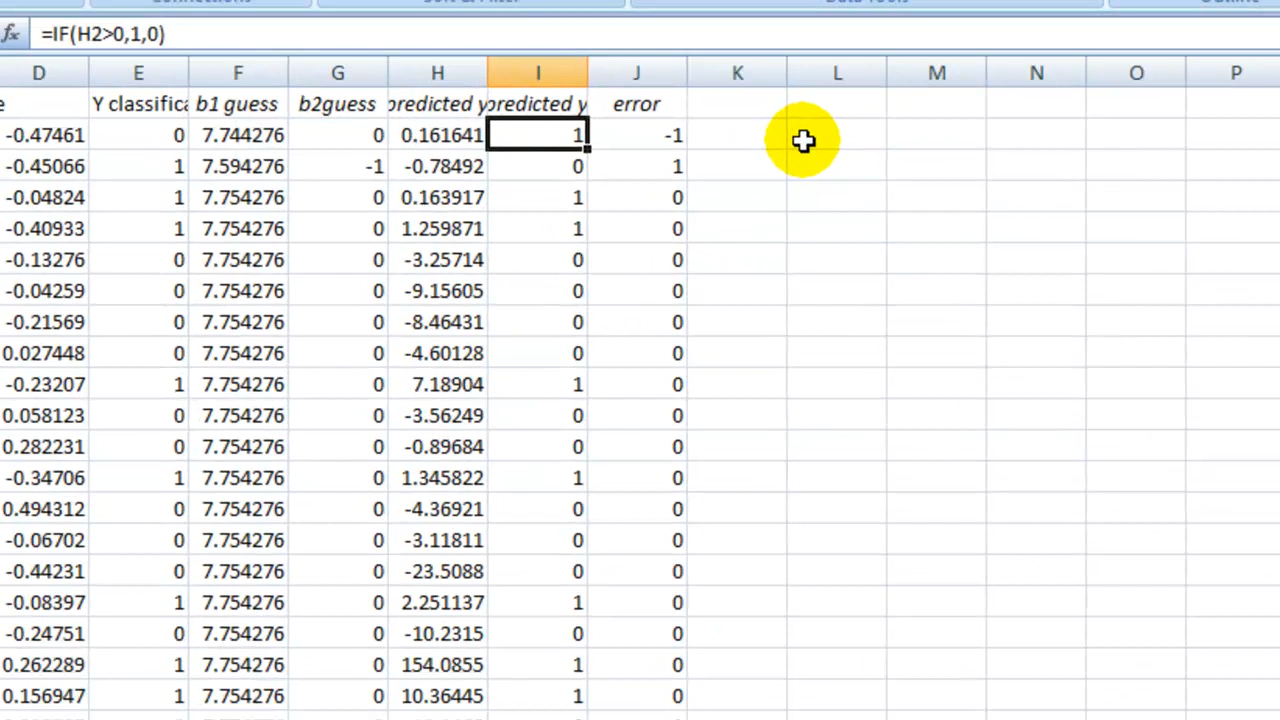 Connections Sort & Filter Data Tools Outline
fx =IF(H2>0,1,0)
D E F G H I J K L M N O P
e Y classifica b1 guess b2guess predicted y predicted y error
-0.47461 0 7.744276 0 0.161641 1 -1
-0.45066 1 7.594276 -1 -0.78492 0 1
-0.04824 1 7.754276 0 0.163917 1 0
-0.40933 1 7.754276 0 1.259871 1 0
-0.13276 0 7.754276 0 -3.25714 0 0
-0.04259 0 7.754276 0 -9.15605 0 0
-0.21569 0 7.754276 0 -8.46431 0 0
0.027448 0 7.754276 0 -4.60128 0 0
-0.23207 1 7.754276 0 7.18904 1 0
0.058123 0 7.754276 0 -3.56249 0 0
0.282231 0 7.754276 0 -0.89684 0 0
-0.34706 1 7.754276 0 1.345822 1 0
0.494312 0 7.754276 0 -4.36921 0 0
-0.06702 0 7.754276 0 -3.11811 0 0
-0.44231 0 7.754276 0 -23.5088 0 0
-0.08397 1 7.754276 0 2.251137 1 0
-0.24751 0 7.754276 0 -10.2315 0 0
0.262289 1 7.754276 0 154.0855 1 0
0.156947 1 7.754276 0 10.36445 1 0